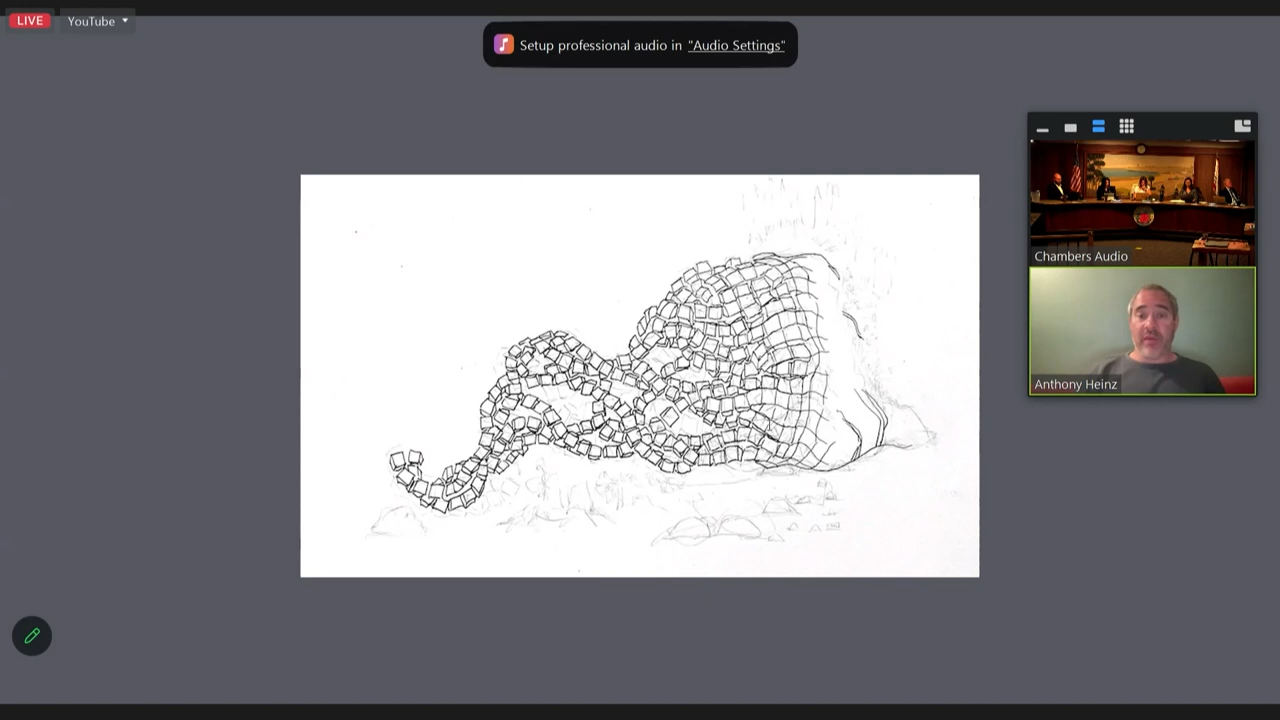 LIVE
YouTube
Setup professional audio in "Audio Settings"
Chambers Audio
Anthony Heinz